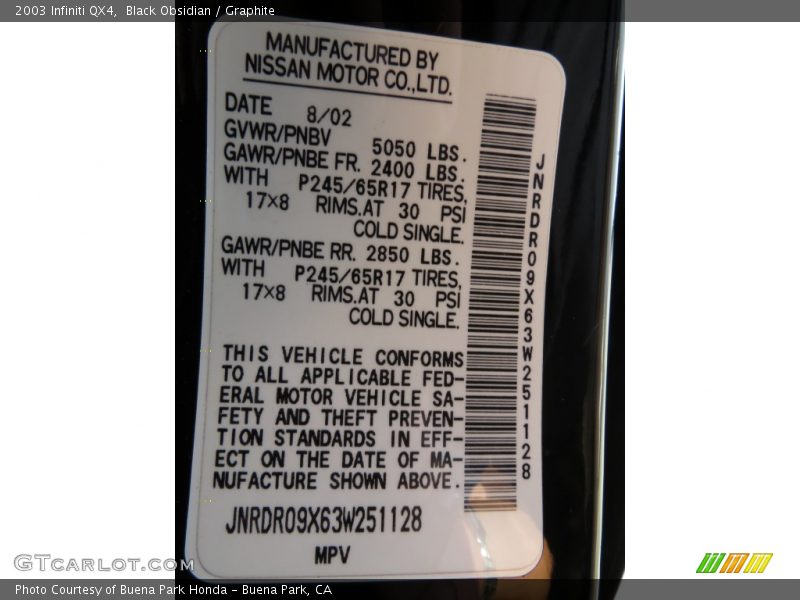 2003 Infiniti QX4, Black Obsidian / Graphite
MANUFACTURED BY
NISSAN MOTOR CO.,LTD.
DATE 8/02
GVWR/PNBV 5050 LBS.
GAWR/PNBE FR. 2400 LBS.
WITH P245/65R17 TIRES,
17×8 RIMS.AT 30 PSI
COLD SINGLE.
GAWR/PNBE RR. 2850 LBS.
WITH P245/65R17 TIRES,
17×8 RIMS.AT 30 PSI
COLD SINGLE.
THIS VEHICLE CONFORMS
TO ALL APPLICABLE FED-
ERAL MOTOR VEHICLE SA-
FETY AND THEFT PREVEN-
TION STANDARDS IN EFF-
ECT ON THE DATE OF MA-
NUFACTURE SHOWN ABOVE.
JNRDR09X63W251128
MPV
JNRDR09X63W251128
GTCarLot.com
Photo Courtesy of Buena Park Honda - Buena Park, CA